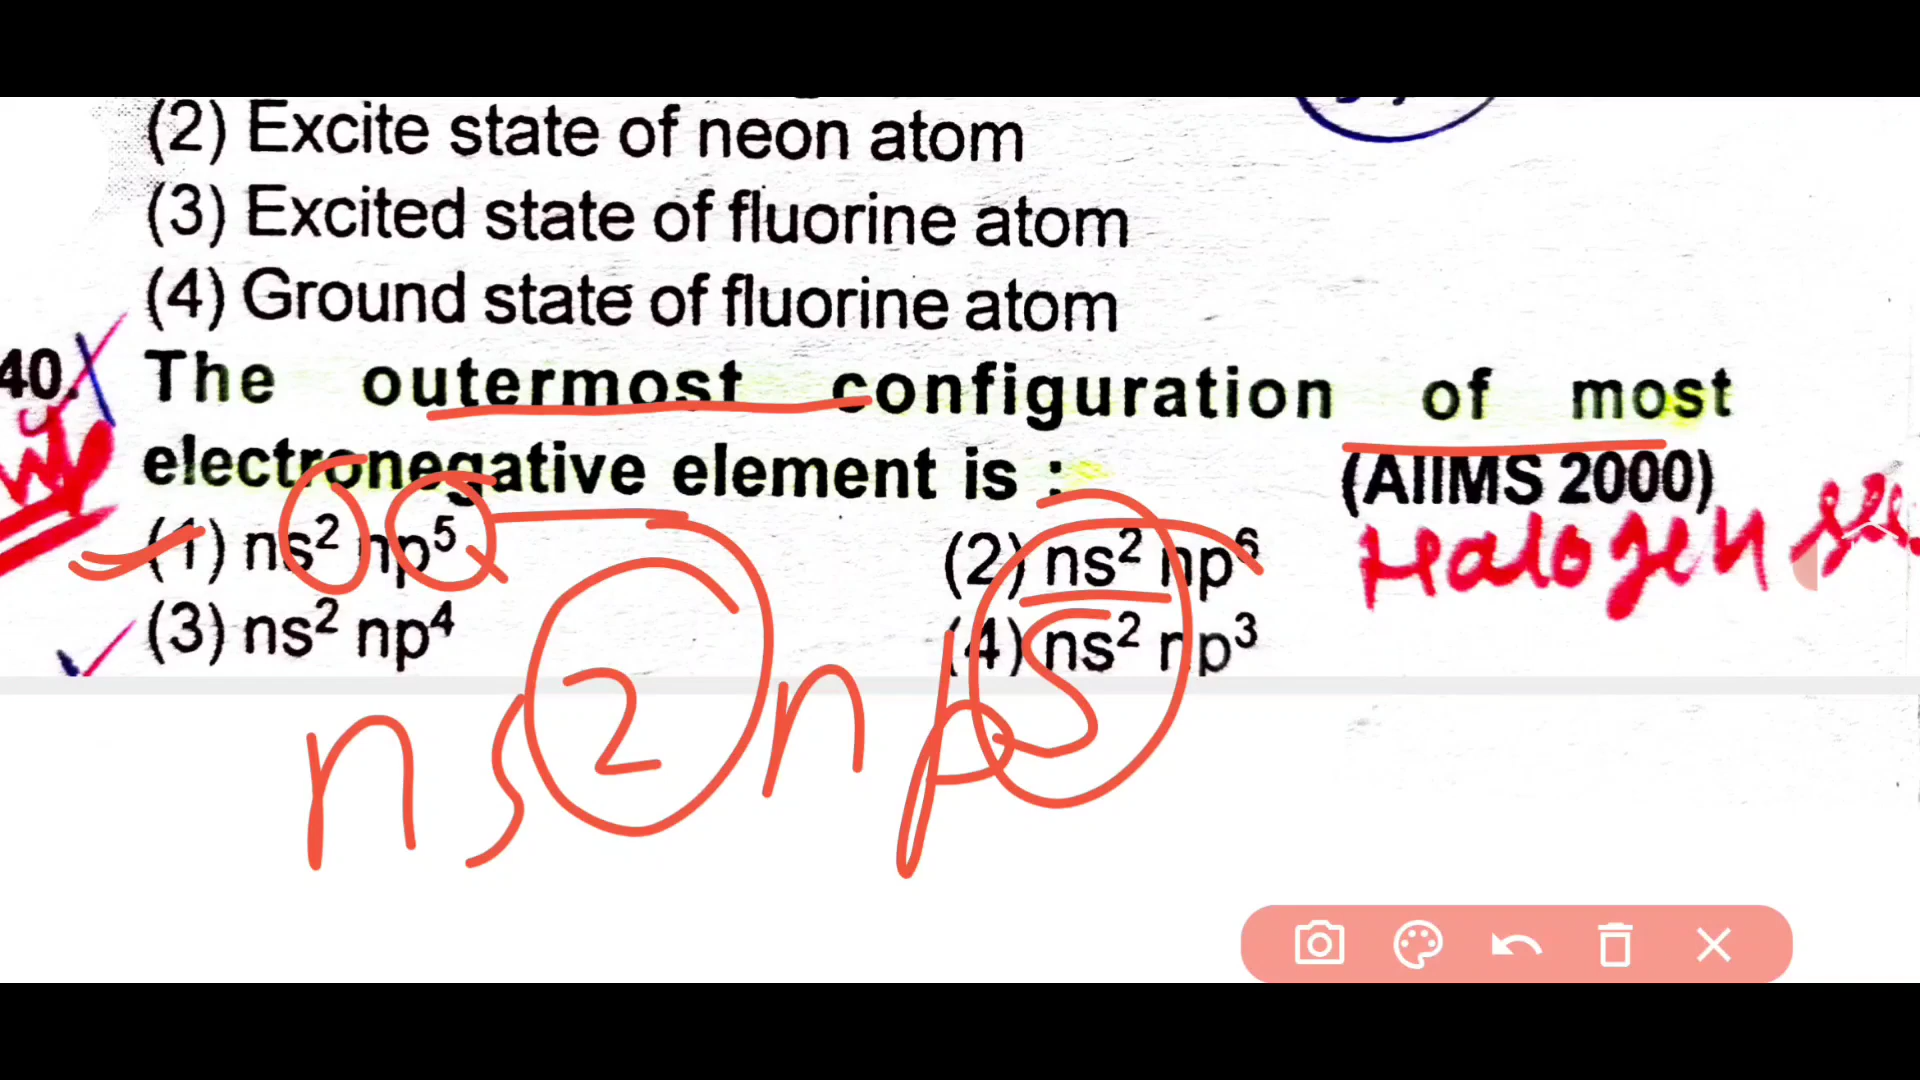 (2) Excite state of neon atom
(3) Excited state of fluorine atom
(4) Ground state of fluorine atom
40. The outermost configuration of most
electronegative element is : (AIIMS 2000)
(1) ns² np⁵ (2) ns² np⁶
Halogen
(3) ns² np⁴ (4) ns² np³
ns² np⁵